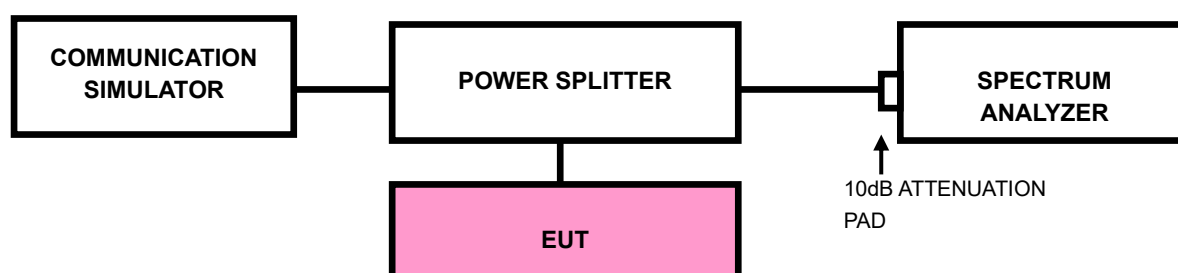 COMMUNICATION
SIMULATOR
POWER SPLITTER
SPECTRUM
ANALYZER
10dB ATTENUATION
PAD
EUT